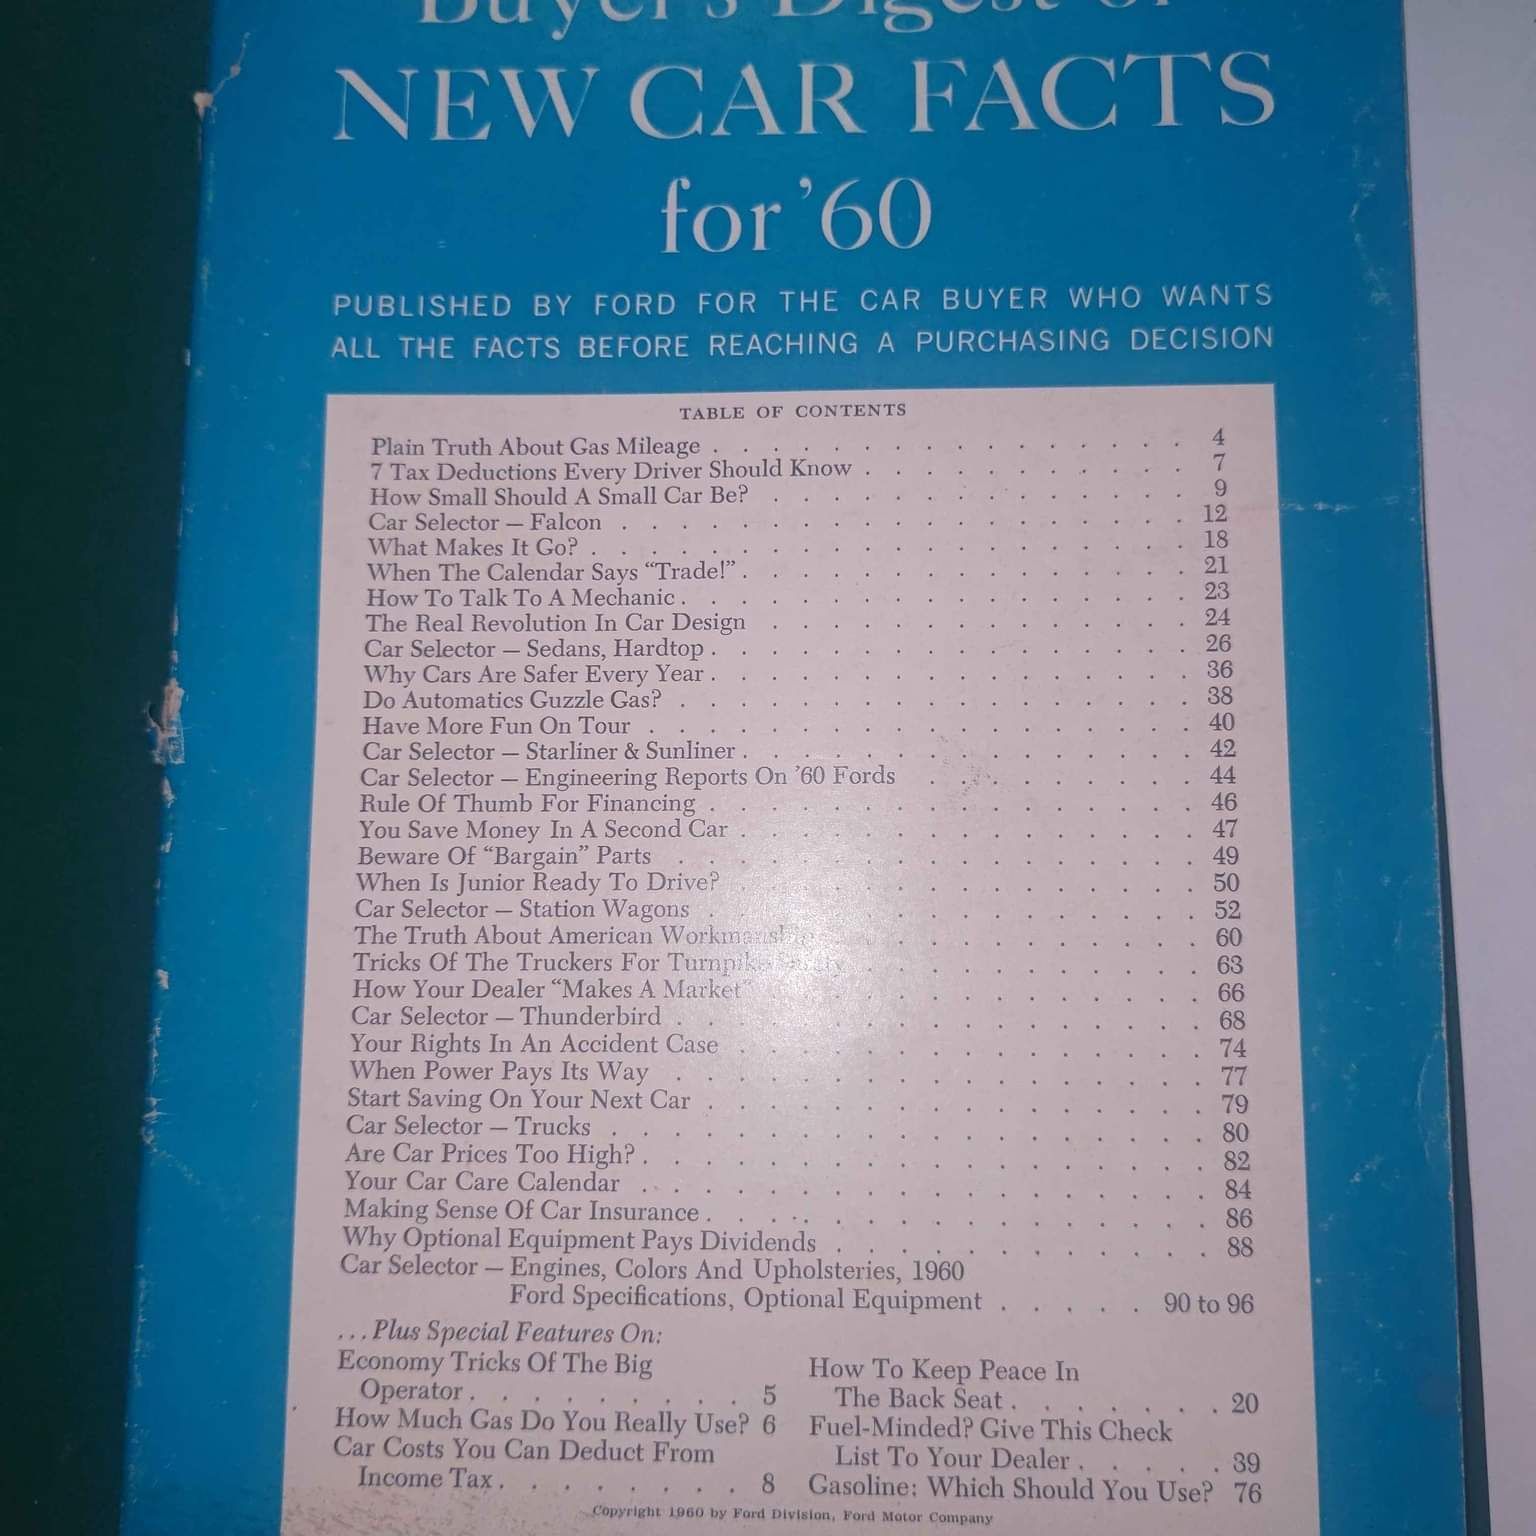 Buyer's Digest of
NEW CAR FACTS
for '60
PUBLISHED BY FORD FOR THE CAR BUYER WHO WANTS
ALL THE FACTS BEFORE REACHING A PURCHASING DECISION
TABLE OF CONTENTS
Plain Truth About Gas Mileage . . . . . . . . . . . . . . . 4
7 Tax Deductions Every Driver Should Know . . . . . . . . . . . 7
How Small Should A Small Car Be? . . . . . . . . . . . . . . 9
Car Selector — Falcon . . . . . . . . . . . . . . . . . . . 12
What Makes It Go? . . . . . . . . . . . . . . . . . . . . 18
When The Calendar Says “Trade!” . . . . . . . . . . . . . . . 21
How To Talk To A Mechanic . . . . . . . . . . . . . . . . . 23
The Real Revolution In Car Design . . . . . . . . . . . . . . 24
Car Selector — Sedans, Hardtop . . . . . . . . . . . . . . . . 26
Why Cars Are Safer Every Year . . . . . . . . . . . . . . . . 36
Do Automatics Guzzle Gas? . . . . . . . . . . . . . . . . . 38
Have More Fun On Tour . . . . . . . . . . . . . . . . . . 40
Car Selector — Starliner & Sunliner . . . . . . . . . . . . . . . 42
Car Selector — Engineering Reports On ’60 Fords . . . . . . . . . 44
Rule Of Thumb For Financing . . . . . . . . . . . . . . . . 46
You Save Money In A Second Car . . . . . . . . . . . . . . . 47
Beware Of “Bargain” Parts . . . . . . . . . . . . . . . . . 49
When Is Junior Ready To Drive? . . . . . . . . . . . . . . . 50
Car Selector — Station Wagons . . . . . . . . . . . . . . . . 52
The Truth About American Workmanship . . . . . . . . . . . . 60
Tricks Of The Truckers For Turnpike Safety . . . . . . . . . . . 63
How Your Dealer “Makes A Market” . . . . . . . . . . . . . . 66
Car Selector — Thunderbird . . . . . . . . . . . . . . . . . 68
Your Rights In An Accident Case . . . . . . . . . . . . . . . 74
When Power Pays Its Way . . . . . . . . . . . . . . . . . 77
Start Saving On Your Next Car . . . . . . . . . . . . . . . . 79
Car Selector — Trucks . . . . . . . . . . . . . . . . . . . 80
Are Car Prices Too High? . . . . . . . . . . . . . . . . . . 82
Your Car Care Calendar . . . . . . . . . . . . . . . . . . 84
Making Sense Of Car Insurance . . . . . . . . . . . . . . . . 86
Why Optional Equipment Pays Dividends . . . . . . . . . . . . 88
Car Selector — Engines, Colors And Upholsteries, 1960
Ford Specifications, Optional Equipment . . . . . 90 to 96
...Plus Special Features On:
Economy Tricks Of The Big
Operator . . . . . . . . . 5
How Much Gas Do You Really Use? 6
Car Costs You Can Deduct From
Income Tax . . . . . . . . 8
How To Keep Peace In
The Back Seat . . . . . . . 20
Fuel-Minded? Give This Check
List To Your Dealer . . . . . 39
Gasoline: Which Should You Use? 76
Copyright 1960 by Ford Division, Ford Motor Company